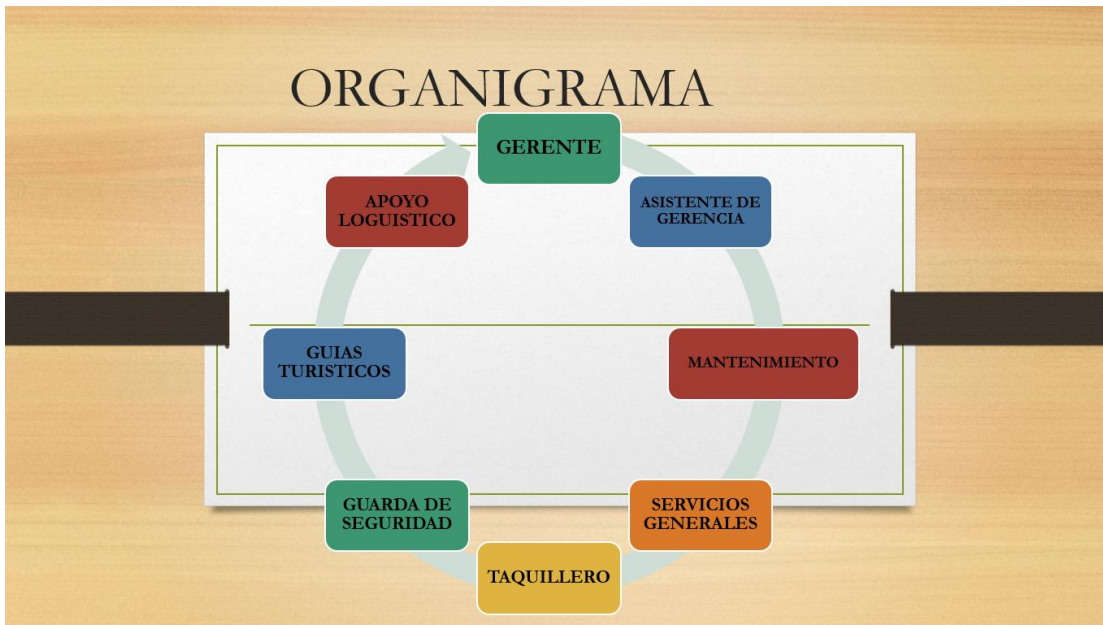 ORGANIGRAMA
GERENTE
ASISTENTE DE
GERENCIA
MANTENIMIENTO
SERVICIOS
GENERALES
TAQUILLERO
GUARDA DE
SEGURIDAD
GUIAS
TURISTICOS
APOYO
LOGUISTICO